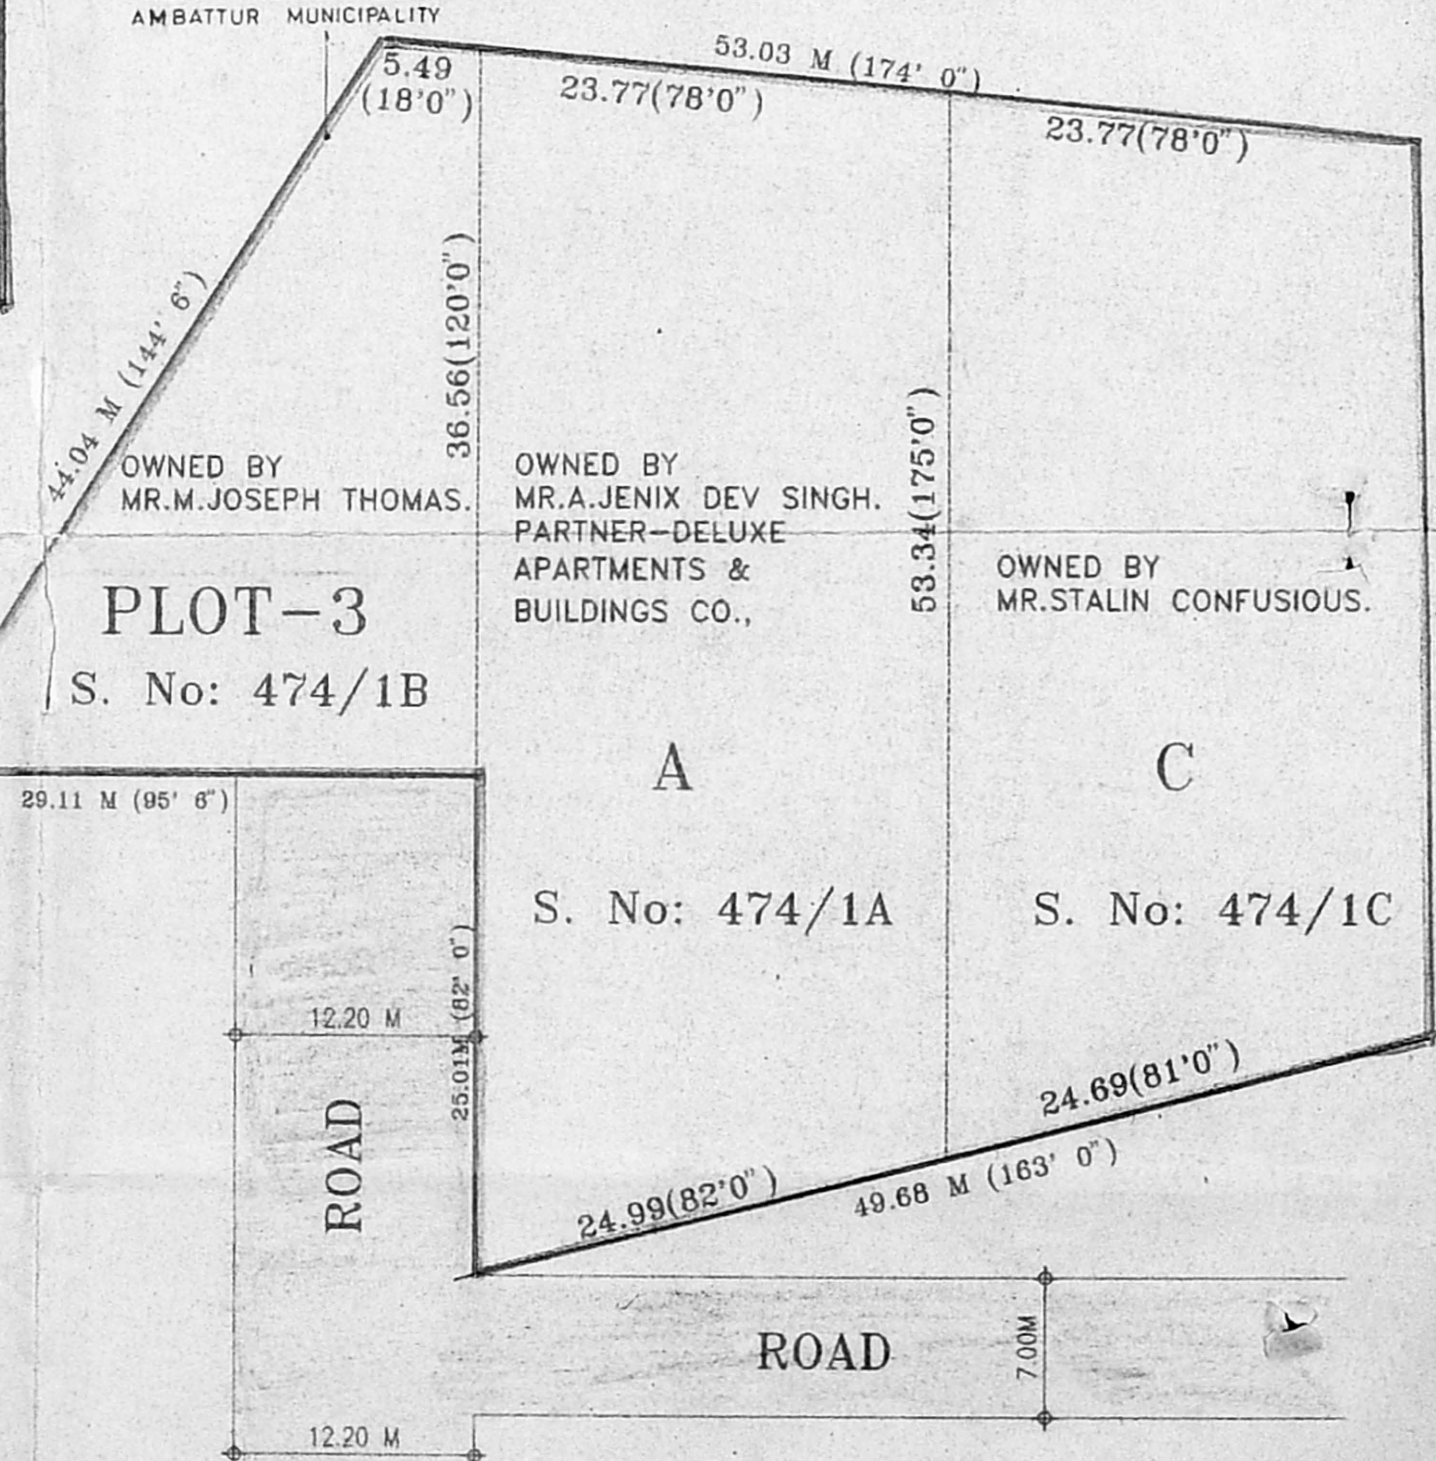 AMBATTUR MUNICIPALITY
53.03 M (174' 0")
5.49
(18'0")
23.77(78'0")
23.77(78'0")
44.04 M (144' 6")
36.56(120'0")
53.34(175'0")
OWNED BY
MR.M.JOSEPH THOMAS.
OWNED BY
MR.A.JENIX DEV SINGH.
PARTNER-DELUXE
APARTMENTS &
BUILDINGS CO.,
OWNED BY
MR.STALIN CONFUSIOUS.
PLOT-3
S. No: 474/1B
A
C
29.11 M (95' 6")
S. No: 474/1A
S. No: 474/1C
12.20 M
25.01M (82' 0")
ROAD
24.69(81'0")
24.99(82'0")
49.68 M (163' 0")
ROAD
7.00M
12.20 M